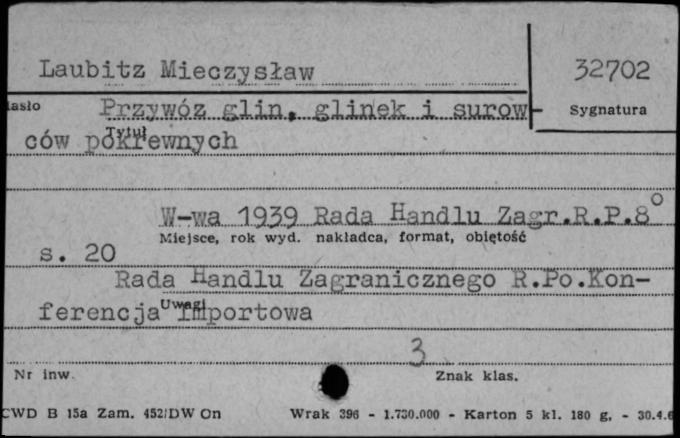 Laubitz Mieczysław
32702
Sygnatura
Przywóz glin, glinek i surow-
Tytuł
ców pokrewnych
W-wa 1939 Rada Handlu Zagr.R.P.8°
Miejsce, rok wyd. nakładca, format, obiętość
s. 20
Rada Handlu Zagranicznego R.Po.Kon-
Uwagi
ferencja Importowa
3
Nr inw.
Znak klas.
CWD B 15a Zam. 452/DW On Wrak 396 - 1.730.000 - Karton 5 kl. 180 g, - 30.4.6